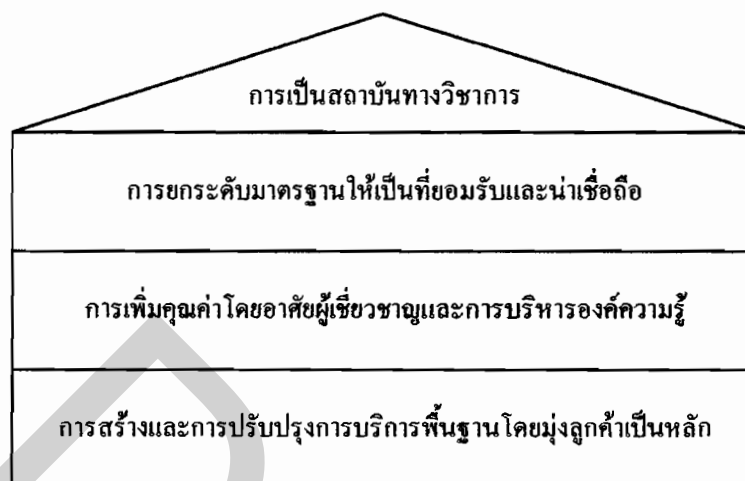 การเป็นสถาบันทางวิชาการ
การยกระดับมาตรฐานให้เป็นที่ยอมรับและน่าเชื่อถือ
การเพิ่มคุณค่าโดยอาศัยผู้เชี่ยวชาญและการบริหารองค์ความรู้
การสร้างและการปรับปรุงการบริการพื้นฐานโดยมุ่งลูกค้าเป็นหลัก